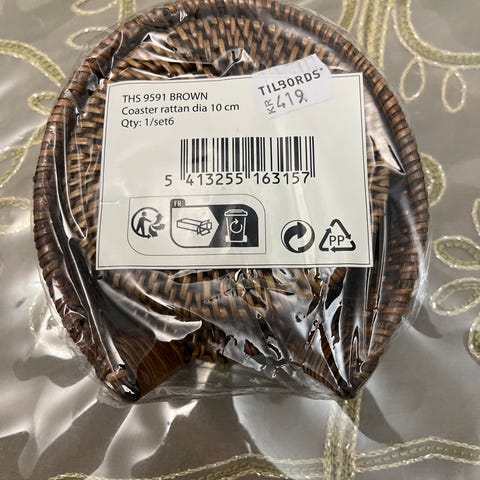 THS 9591 BROWN
Coaster rattan dia 10 cm
Qty: 1/set6
TILBORDS®
KR 419.
5 413255 163157
FR
PP